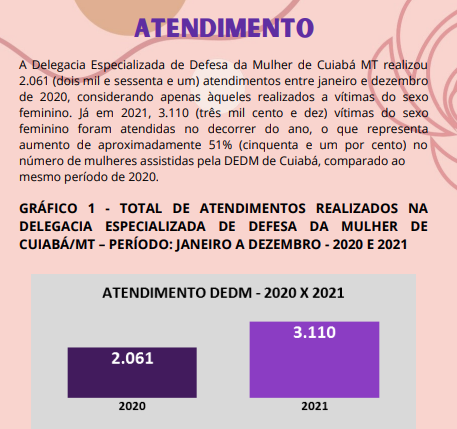 ATENDIMENTO
A Delegacia Especializada de Defesa da Mulher de Cuiabá MT realizou
2.061 (dois mil e sessenta e um) atendimentos entre janeiro e dezembro
de 2020, considerando apenas àqueles realizados a vítimas do sexo
feminino. Já em 2021, 3.110 (três mil cento e dez) vítimas do sexo
feminino foram atendidas no decorrer do ano, o que representa
aumento de aproximadamente 51% (cinquenta e um por cento) no
número de mulheres assistidas pela DEDM de Cuiabá, comparado ao
mesmo período de 2020.
GRÁFICO 1 - TOTAL DE ATENDIMENTOS REALIZADOS NA
DELEGACIA ESPECIALIZADA DE DEFESA DA MULHER DE
CUIABÁ/MT – PERÍODO: JANEIRO A DEZEMBRO - 2020 E 2021
ATENDIMENTO DEDM - 2020 X 2021
3.110
2.061
2020 2021